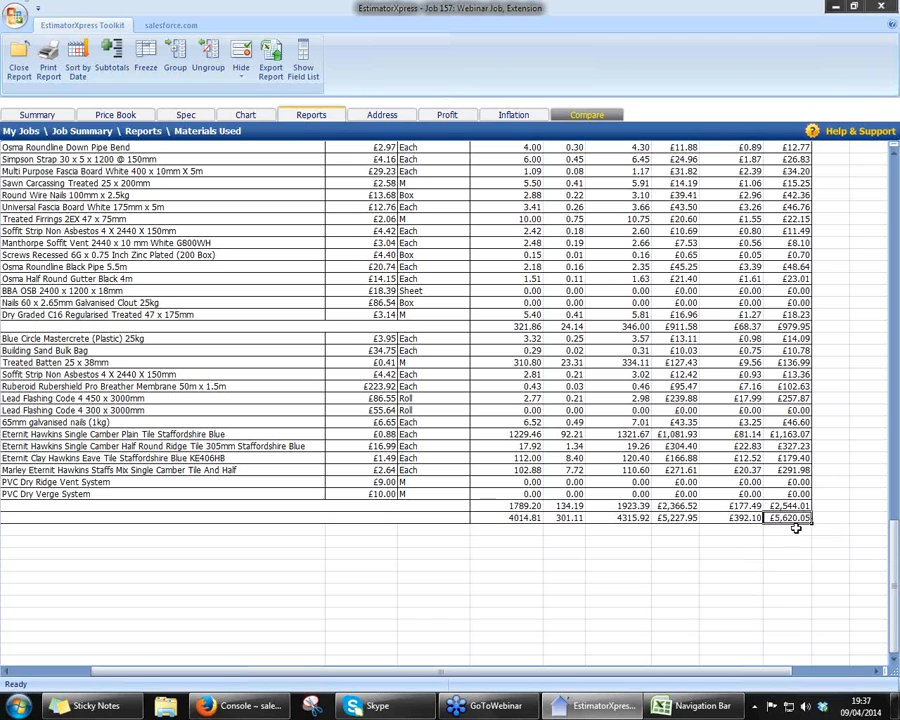 EstimatorXpress - Job 157: Webinar Job, Extension
EstimatorXpress Toolkit salesforce.com
Close Report Print Report Sort by Date Subtotals Freeze Group Ungroup Hide Export Report Show Field List
Summary Price Book Spec Chart Reports Address Profit Inflation Compare
My Jobs \ Job Summary \ Reports \ Materials Used Help & Support
Osma Roundline Down Pipe Bend £2.97 Each 4.00 0.30 4.30 £11.88 £0.89 £12.77
Simpson Strap 30 x 5 x 1200 @ 150mm £4.16 Each 6.00 0.45 6.45 £24.96 £1.87 £26.83
Multi Purpose Fascia Board White 400 x 10mm X 5m £29.23 Each 1.09 0.08 1.17 £31.82 £2.39 £34.20
Sawn Carcassing Treated 25 x 200mm £2.58 M 5.50 0.41 5.91 £14.19 £1.06 £15.25
Round Wire Nails 100mm x 2.5kg £13.68 Box 2.88 0.22 3.10 £39.41 £2.96 £42.36
Universal Fascia Board White 175mm x 5m £12.76 Each 3.41 0.26 3.66 £43.50 £3.26 £46.76
Treated Firrings 2EX 47 x 75mm £2.06 M 10.00 0.75 10.75 £20.60 £1.55 £22.15
Soffit Strip Non Asbestos 4 X 2440 X 150mm £4.42 Each 2.42 0.18 2.60 £10.69 £0.80 £11.49
Manthorpe Soffit Vent 2440 x 10 mm White G800WH £3.04 Each 2.48 0.19 2.66 £7.53 £0.56 £8.10
Screws Recessed 6G x 0.75 Inch Zinc Plated (200 Box) £4.40 Box 0.15 0.01 0.16 £0.65 £0.05 £0.70
Osma Roundline Black Pipe 5.5m £20.74 Each 2.18 0.16 2.35 £45.25 £3.39 £48.64
Osma Half Round Gutter Black 4m £14.15 Each 1.51 0.11 1.63 £21.40 £1.61 £23.01
BBA OSB 2400 x 1200 x 18mm £18.39 Sheet 0.00 0.00 0.00 £0.00 £0.00 £0.00
Nails 60 x 2.65mm Galvanised Clout 25kg £86.54 Box 0.00 0.00 0.00 £0.00 £0.00 £0.00
Dry Graded C16 Regularised Treated 47 x 175mm £3.14 M 5.40 0.41 5.81 £16.96 £1.27 £18.23
321.86 24.14 346.00 £911.58 £68.37 £979.95
Blue Circle Mastercrete (Plastic) 25kg £3.95 Each 3.32 0.25 3.57 £13.11 £0.98 £14.09
Building Sand Bulk Bag £34.75 Each 0.29 0.02 0.31 £10.03 £0.75 £10.78
Treated Batten 25 x 38mm £0.41 M 310.80 23.31 334.11 £127.43 £9.56 £136.99
Soffit Strip Non Asbestos 4 X 2440 X 150mm £4.42 Each 2.81 0.21 3.02 £12.42 £0.93 £13.36
Ruberoid Rubershield Pro Breather Membrane 50m x 1.5m £223.92 Each 0.43 0.03 0.46 £95.47 £7.16 £102.63
Lead Flashing Code 4 450 x 3000mm £86.55 Roll 2.77 0.21 2.98 £239.88 £17.99 £257.87
Lead Flashing Code 4 300 x 3000mm £55.64 Roll 0.00 0.00 0.00 £0.00 £0.00 £0.00
65mm galvanised nails (1kg) £6.65 Each 6.52 0.49 7.01 £43.35 £3.25 £46.60
Eternit Hawkins Single Camber Plain Tile Staffordshire Blue £0.88 Each 1229.46 92.21 1321.67 £1,081.93 £81.14 £1,163.07
Eternit Hawkins Single Camber Half Round Ridge Tile 305mm Staffordshire Blue £16.99 Each 17.92 1.34 19.26 £304.40 £22.83 £327.23
Eternit Clay Hawkins Eave Tile Staffordshire Blue KE406HB £1.49 Each 112.00 8.40 120.40 £166.88 £12.52 £179.40
Marley Eternit Hawkins Staffs Mix Single Camber Tile And Half £2.64 Each 102.88 7.72 110.60 £271.61 £20.37 £291.98
PVC Dry Ridge Vent System £9.00 M 0.00 0.00 0.00 £0.00 £0.00 £0.00
PVC Dry Verge System £10.00 M 0.00 0.00 0.00 £0.00 £0.00 £0.00
1789.20 134.19 1923.39 £2,366.52 £177.49 £2,544.01
4014.81 301.11 4315.92 £5,227.95 £392.10 £5,620.05
Ready
Sticky Notes Console ~ sale... Skype GoToWebinar EstimatorXpres... Navigation Bar 19:37
09/04/2014